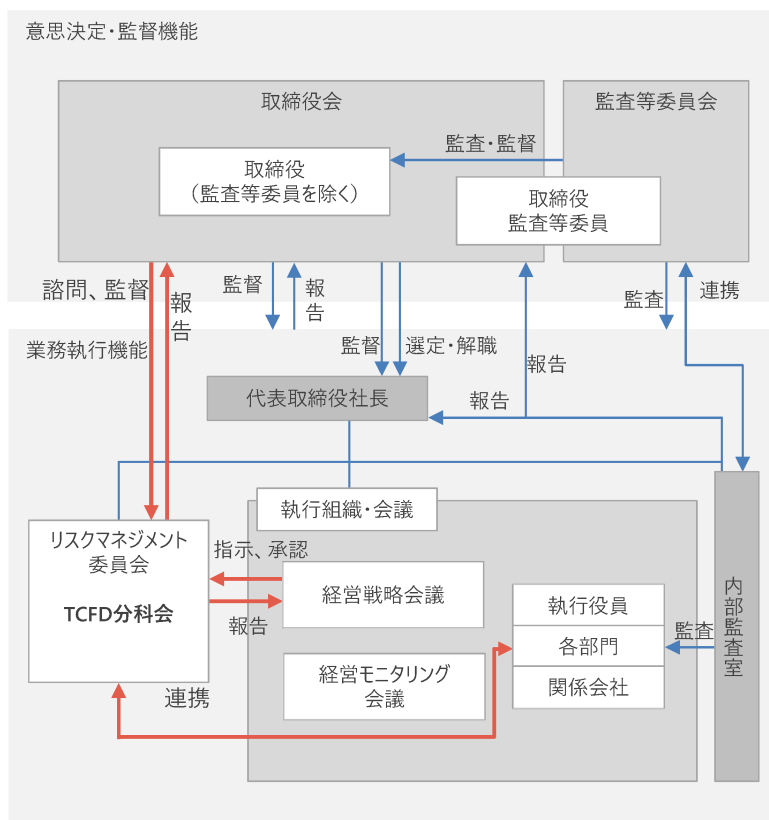 意思決定・監督機能
取締役会
監査等委員会
監査・監督
取締役
（監査等委員を除く）
取締役
監査等委員
諮問、監督
報
告
監督
報
告
監督
選定・解職
報告
監査
連携
業務執行機能
代表取締役社長
報告
執行組織・会議
リスクマネジメント
委員会
TCFD分科会
指示、承認
報告
経営戦略会議
経営モニタリング
会議
執行役員
各部門
関係会社
監査
内部監査室
連携